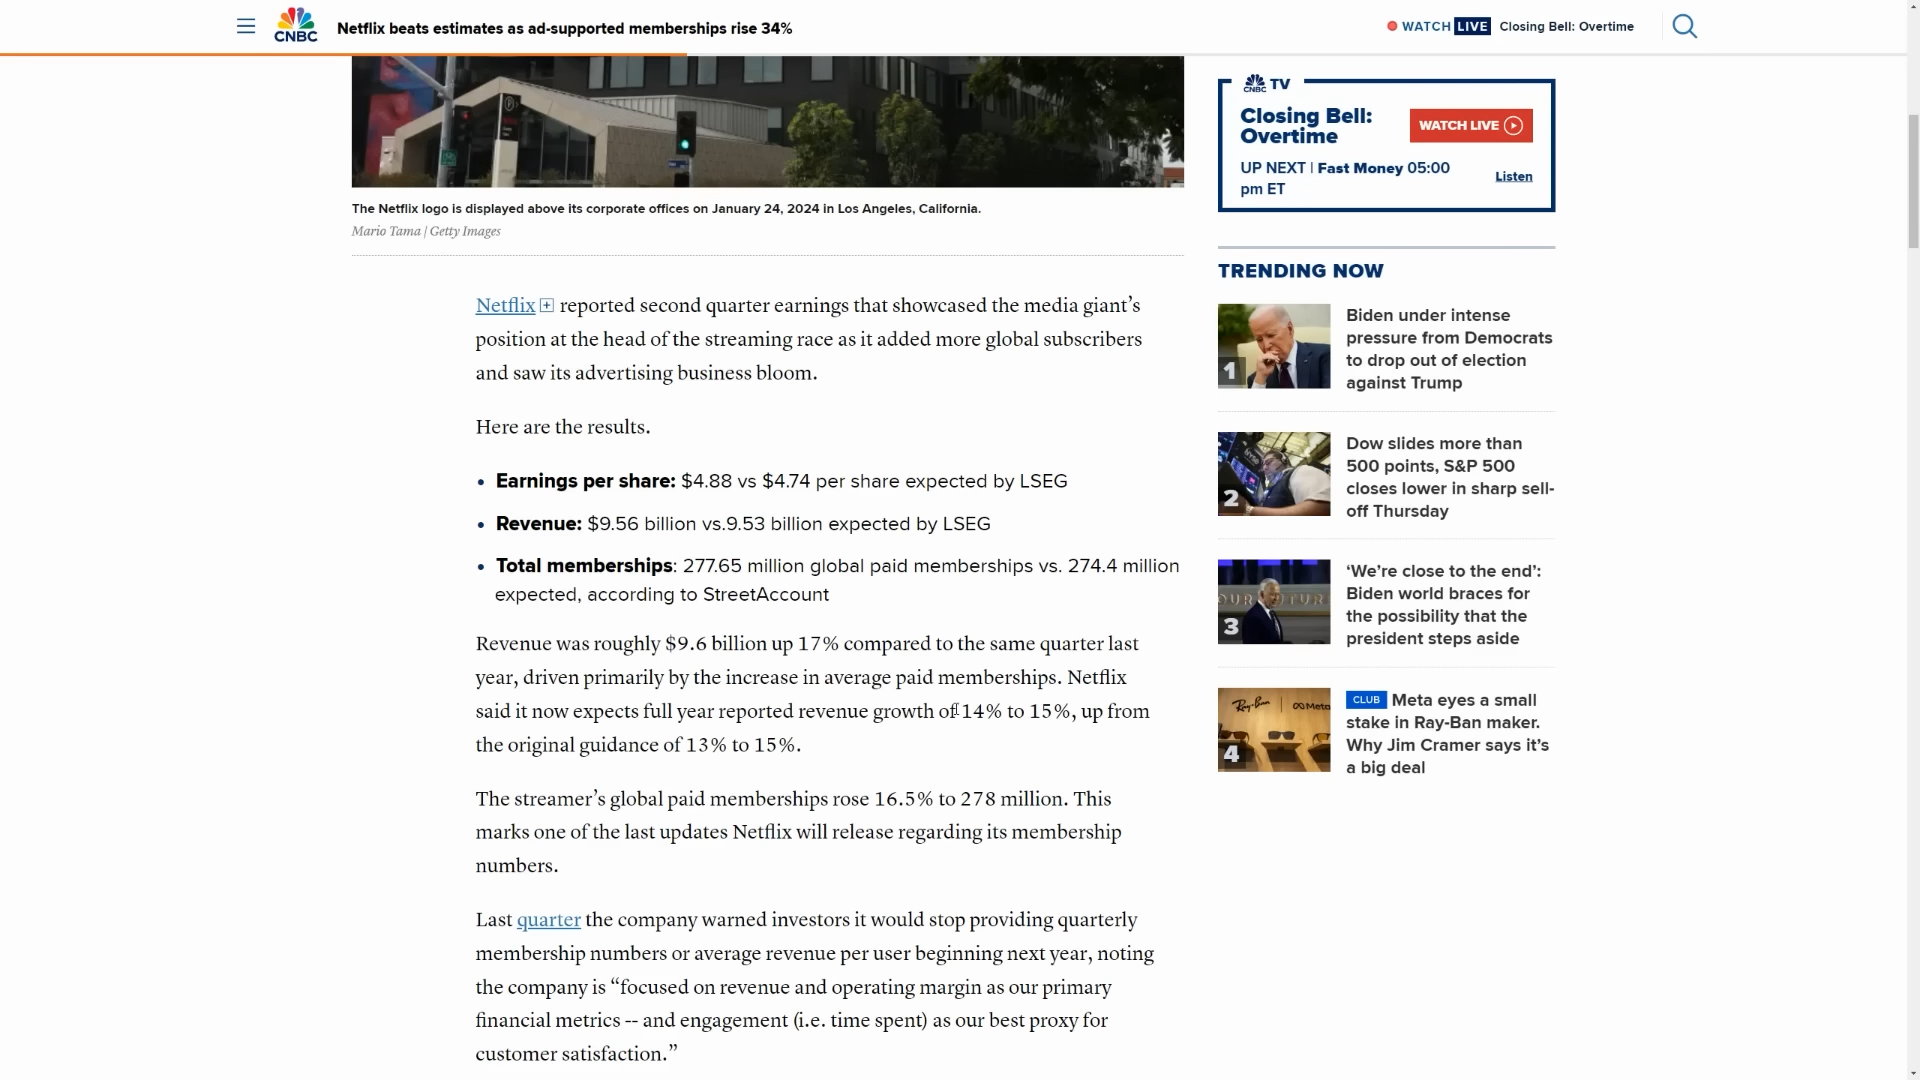 CNBC
Netflix beats estimates as ad-supported memberships rise 34%
WATCH LIVE Closing Bell: Overtime
The Netflix logo is displayed above its corporate offices on January 24, 2024 in Los Angeles, California.
Mario Tama | Getty Images
Netflix reported second quarter earnings that showcased the media giant’s
position at the head of the streaming race as it added more global subscribers
and saw its advertising business bloom.
Here are the results.
• Earnings per share: $4.88 vs $4.74 per share expected by LSEG
• Revenue: $9.56 billion vs.9.53 billion expected by LSEG
• Total memberships: 277.65 million global paid memberships vs. 274.4 million
expected, according to StreetAccount
Revenue was roughly $9.6 billion up 17% compared to the same quarter last
year, driven primarily by the increase in average paid memberships. Netflix
said it now expects full year reported revenue growth of 14% to 15%, up from
the original guidance of 13% to 15%.
The streamer’s global paid memberships rose 16.5% to 278 million. This
marks one of the last updates Netflix will release regarding its membership
numbers.
Last quarter the company warned investors it would stop providing quarterly
membership numbers or average revenue per user beginning next year, noting
the company is “focused on revenue and operating margin as our primary
financial metrics -- and engagement (i.e. time spent) as our best proxy for
customer satisfaction.”
CNBC TV
Closing Bell:
Overtime
WATCH LIVE
UP NEXT | Fast Money 05:00
pm ET
Listen
TRENDING NOW
1
Biden under intense
pressure from Democrats
to drop out of election
against Trump
2
Dow slides more than
500 points, S&P 500
closes lower in sharp sell-
off Thursday
3
‘We’re close to the end’:
Biden world braces for
the possibility that the
president steps aside
Ray-Ban | Meta
4
CLUB Meta eyes a small
stake in Ray-Ban maker.
Why Jim Cramer says it’s
a big deal